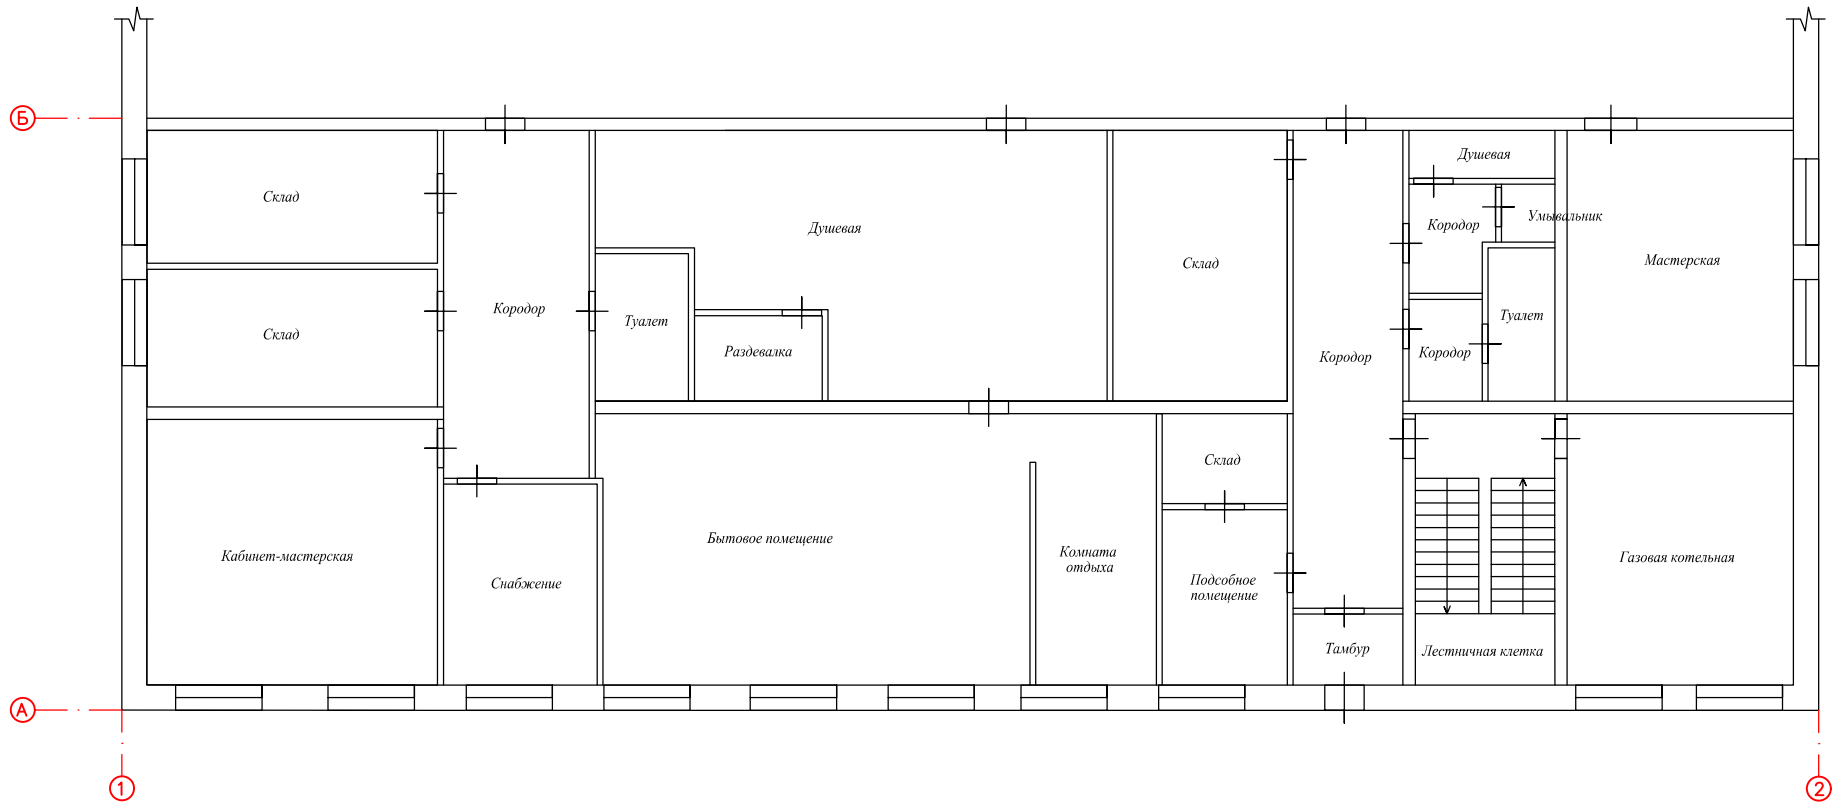 Б
Душевая
Склад
Кородор
Умывальник
Душевая
Мастерская
Склад
Кородор
Туалет
Туалет
Склад
Раздевалка
Кородор
Кородор
Склад
Бытовое помещение
Кабинет-мастерская
Комната
отдыха
Газовая котельная
Снабжение
Подсобное
помещение
Тамбур
Лестничная клетка
А
1
2